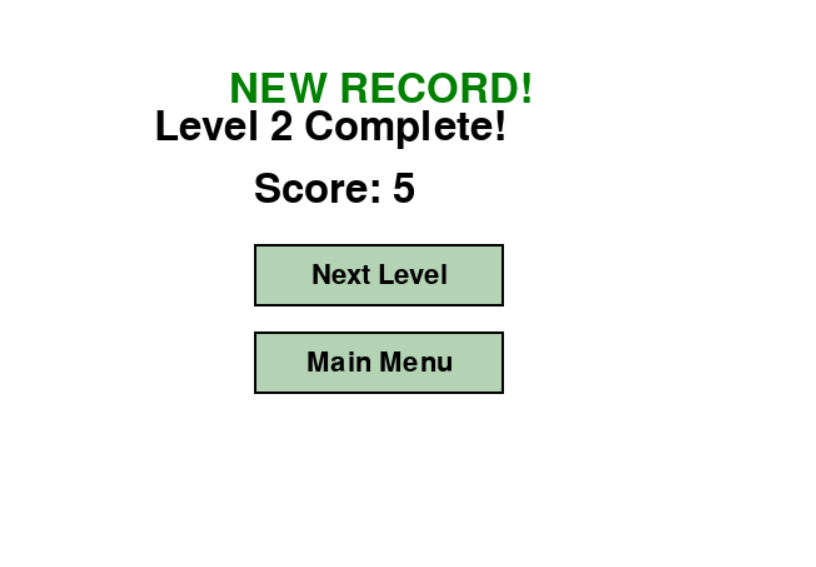 NEW RECORD!
Level 2 Complete!
Score: 5
Next Level
Main Menu